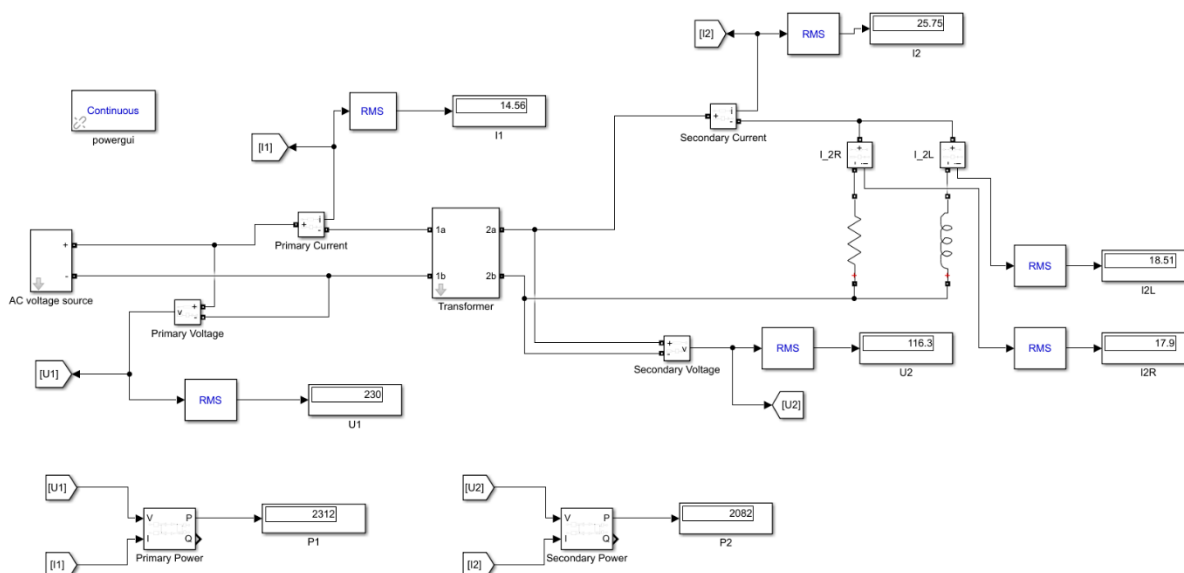 [I2]
RMS
25.75
I2
Continuous
powergui
RMS
14.56
I1
[I1]
+
i
-
Secondary Current
I_2R
+
-
i
I_2L
+
-
i
+
i
-
Primary Current
+
-
AC voltage source
1a
1b
2a
2b
Transformer
v
+
-
Primary Voltage
RMS
18.51
I2L
+
-
v
Secondary Voltage
RMS
116.3
U2
RMS
17.9
I2R
[U1]
RMS
230
U1
[U2]
[U1]
V
I
P
Q
Primary Power
2312
P1
[I1]
[U2]
V
I
P
Q
Secondary Power
2082
P2
[I2]